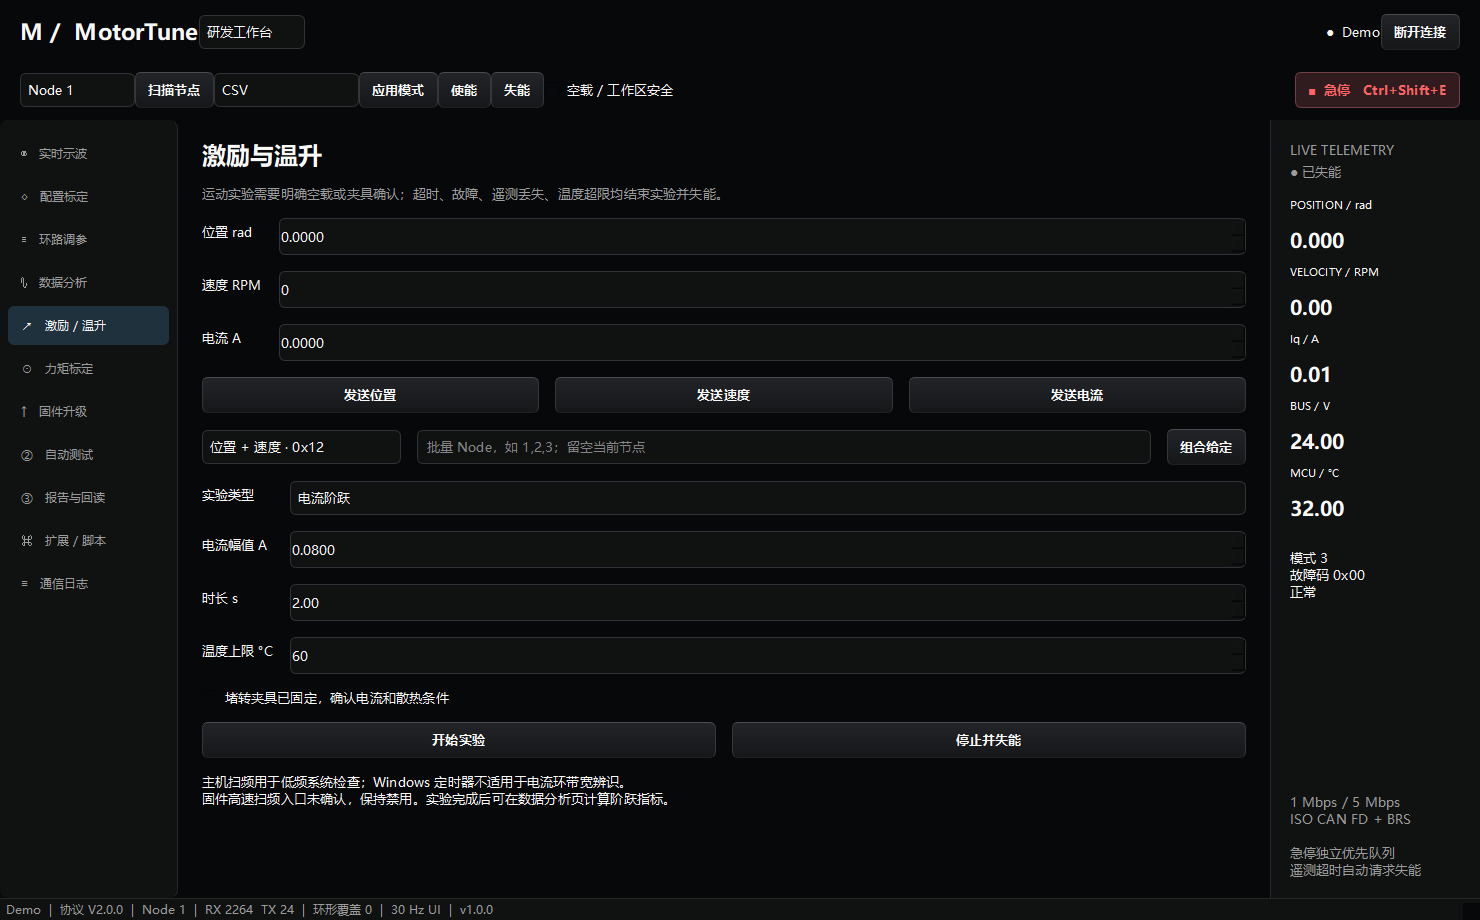 M / MotorTune 研发工作台
● Demo 断开连接
Node 1 扫描节点 CSV 应用模式 使能 失能 空载 / 工作区安全
■ 急停 Ctrl+Shift+E
实时示波
配置标定
环路调参
数据分析
激励 / 温升
力矩标定
固件升级
② 自动测试
③ 报告与回读
⌘ 扩展 / 脚本
≡ 通信日志
激励与温升
运动实验需要明确空载或夹具确认；超时、故障、遥测丢失、温度超限均结束实验并失能。
位置 rad 0.0000
速度 RPM 0
电流 A 0.0000
发送位置 发送速度 发送电流
位置 + 速度 · 0x12 批量 Node，如 1,2,3；留空当前节点 组合给定
实验类型 电流阶跃
电流幅值 A 0.0800
时长 s 2.00
温度上限 °C 60
堵转夹具已固定，确认电流和散热条件
开始实验 停止并失能
主机扫频用于低频系统检查；Windows 定时器不适用于电流环带宽辨识。
固件高速扫频入口未确认，保持禁用。实验完成后可在数据分析页计算阶跃指标。
LIVE TELEMETRY
● 已失能
POSITION / rad
0.000
VELOCITY / RPM
0.00
Iq / A
0.01
BUS / V
24.00
MCU / °C
32.00
模式 3
故障码 0x00
正常
1 Mbps / 5 Mbps
ISO CAN FD + BRS
急停独立优先队列
遥测超时自动请求失能
Demo | 协议 V2.0.0 | Node 1 | RX 2264 TX 24 | 环形覆盖 0 | 30 Hz UI | v1.0.0